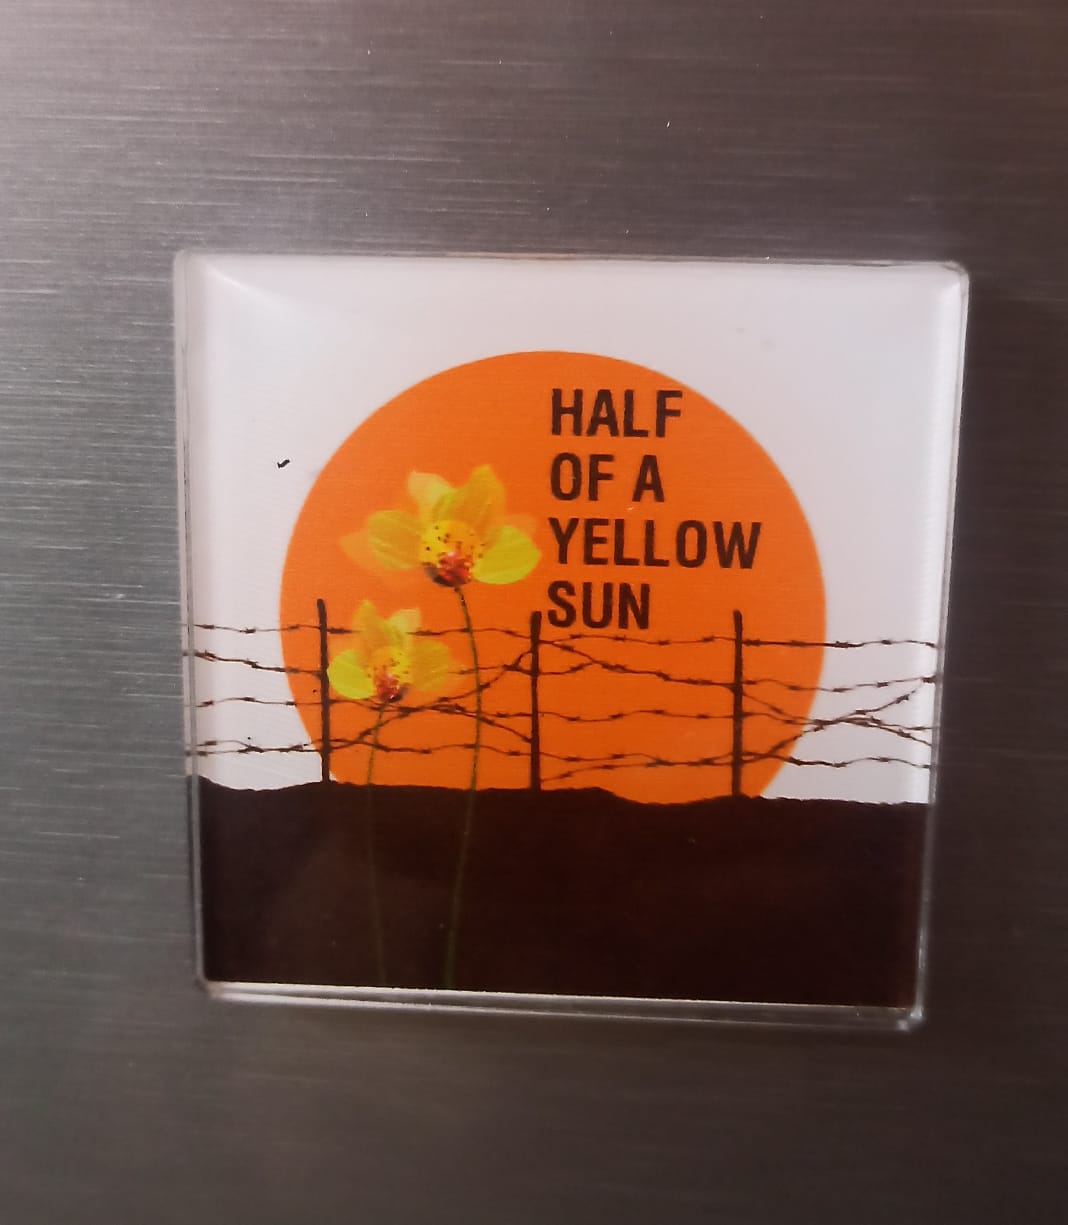 HALF
OF A
YELLOW
SUN